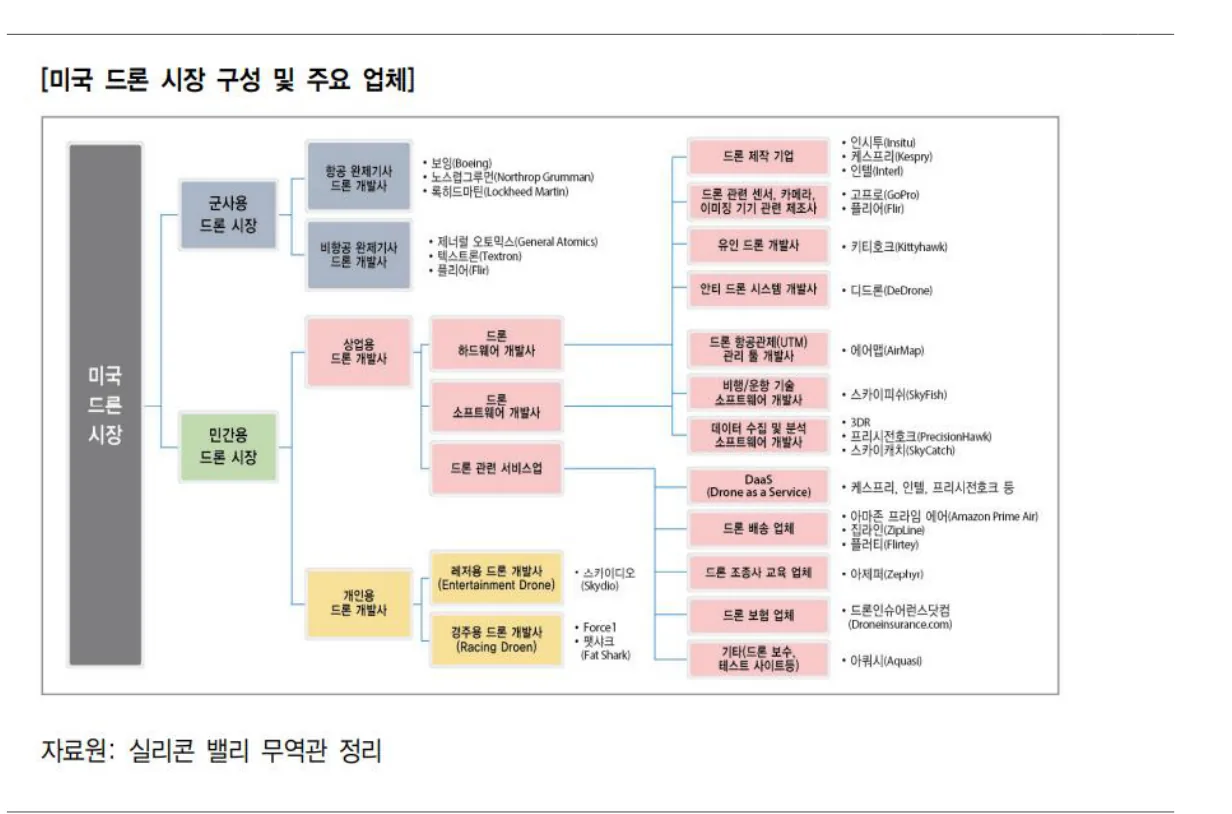 [미국 드론 시장 구성 및 주요 업체]
미국
드론
시장
군사용
드론 시장
항공 완제기사
드론 개발사
• 보잉(Boeing)
• 노스럽그루먼(Northrop Grumman)
• 록히드마틴(Lockheed Martin)
비항공 완제기사
드론 개발사
• 제너럴 오토믹스(General Atomics)
• 텍스트론(Textron)
• 플리어(Flir)
민간용
드론 시장
상업용
드론 개발사
드론
하드웨어 개발사
드론 제작 기업
• 인시투(Insitu)
• 케스프리(Kespry)
• 인텔(Interl)
드론 관련 센서, 카메라,
이미징 기기 관련 제조사
• 고프로(GoPro)
• 플리어(Flir)
유인 드론 개발사
• 키티호크(Kittyhawk)
안티 드론 시스템 개발사
• 디드론(DeDrone)
드론
소프트웨어 개발사
드론 항공관제(UTM)
관리 툴 개발사
• 에어맵(AirMap)
비행/운항 기술
소프트웨어 개발사
• 스카이피쉬(SkyFish)
데이터 수집 및 분석
소프트웨어 개발사
• 3DR
• 프리시전호크(PrecisionHawk)
• 스카이캐치(SkyCatch)
드론 관련 서비스업
DaaS
(Drone as a Service)
• 케스프리, 인텔, 프리시전호크 등
드론 배송 업체
• 아마존 프라임 에어(Amazon Prime Air)
• 집라인(ZipLine)
• 플러티(Flirtey)
드론 조종사 교육 업체
• 아제퍼(Zephyr)
드론 보험 업체
• 드론인슈어런스닷컴
(Droneinsurance.com)
기타(드론 보수,
테스트 사이트등)
• 아쿼시(Aquasi)
개인용
드론 개발사
레저용 드론 개발사
(Entertainment Drone)
• 스키이디오
(Skydio)
경주용 드론 개발사
(Racing Droen)
• Force1
• 팻샤크
(Fat Shark)
자료원: 실리콘 밸리 무역관 정리